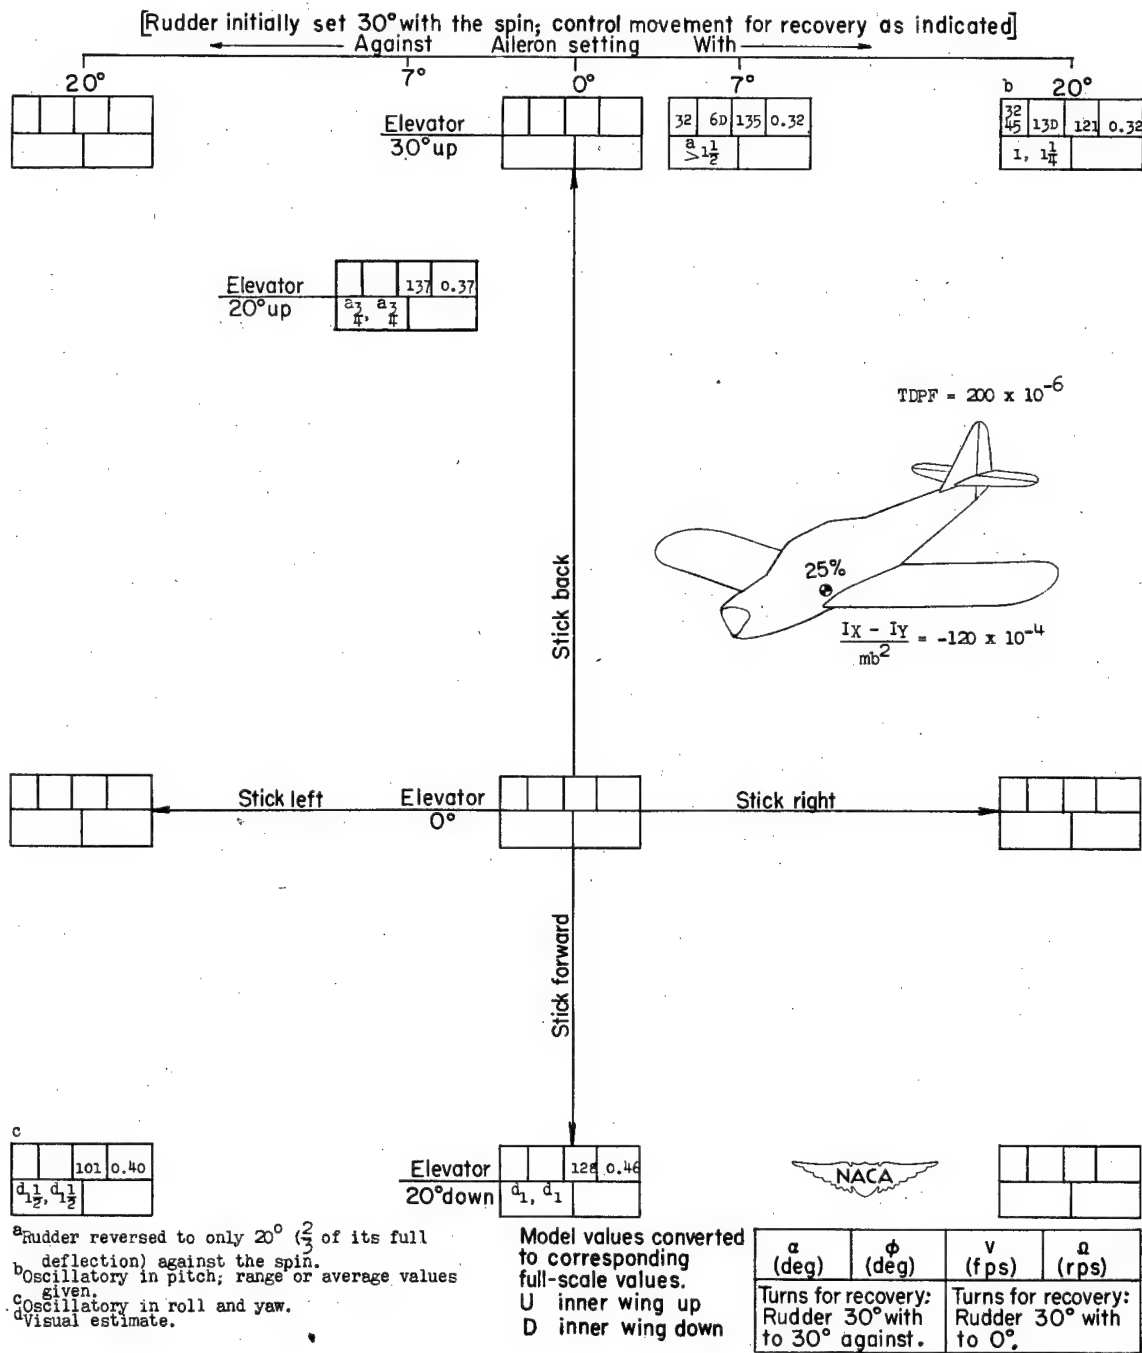 [Rudder initially set 30° with the spin; control movement for recovery as indicated]
Against Aileron setting With
20° 7° 0° 7° b 20°
Elevator
30° up
32 6D 135 0.32
a >1 1/2
32 45 13D 121 0.32
1, 1 1/4
Elevator
20° up
137 0.37
a 3/4, a 3/4
TDPF = 200 x 10⁻⁶
25%
Ix - Iy / mb² = -120 x 10⁻⁴
Stick back
Stick left
Elevator
0°
Stick right
Stick forward
c
101 0.40
d1 1/2, d1 1/2
Elevator
20° down
128 0.46
d1, d1
NACA
aRudder reversed to only 20° (2/3 of its full
deflection) against the spin.
bOscillatory in pitch; range or average values
given.
cOscillatory in roll and yaw.
dVisual estimate.
Model values converted
to corresponding
full-scale values.
U inner wing up
D inner wing down
α (deg) ϕ (deg) V (fps) Ω (rps)
Turns for recovery:
Rudder 30° with
to 30° against.
Turns for recovery:
Rudder 30° with
to 0°.